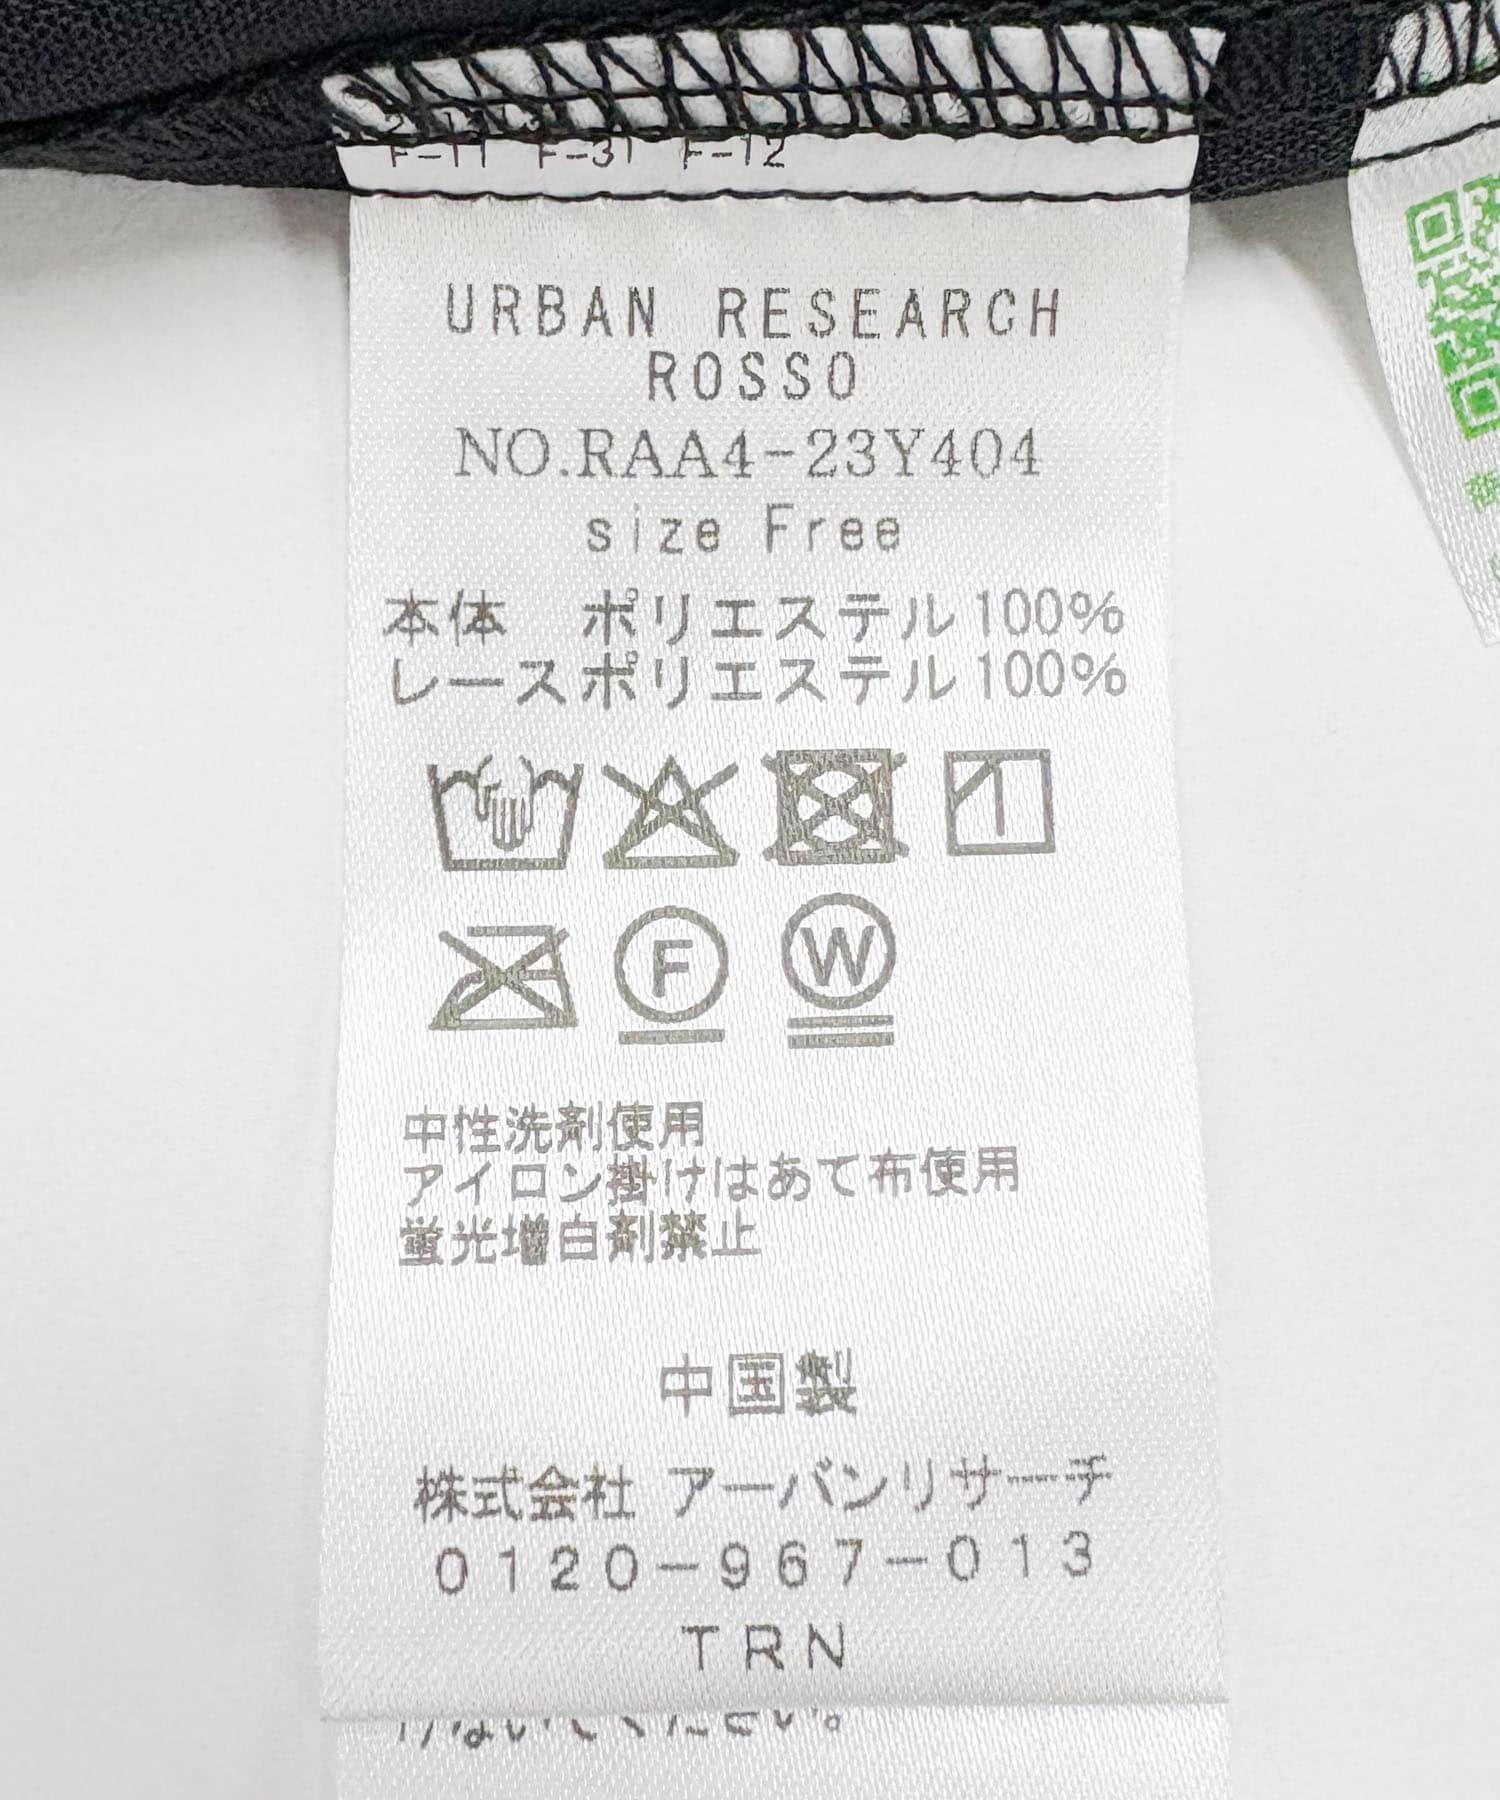 F-11 F-31 F-12
URBAN RESEARCH
ROSSO
NO.RAA4-23Y404
size Free
本体 ポリエステル100%
レースポリエステル100%
F
W
中性洗剤使用
アイロン掛けはあて布使用
蛍光増白剤禁止
中国製
株式会社 アーバンリサーチ
0120-967-013
TRN